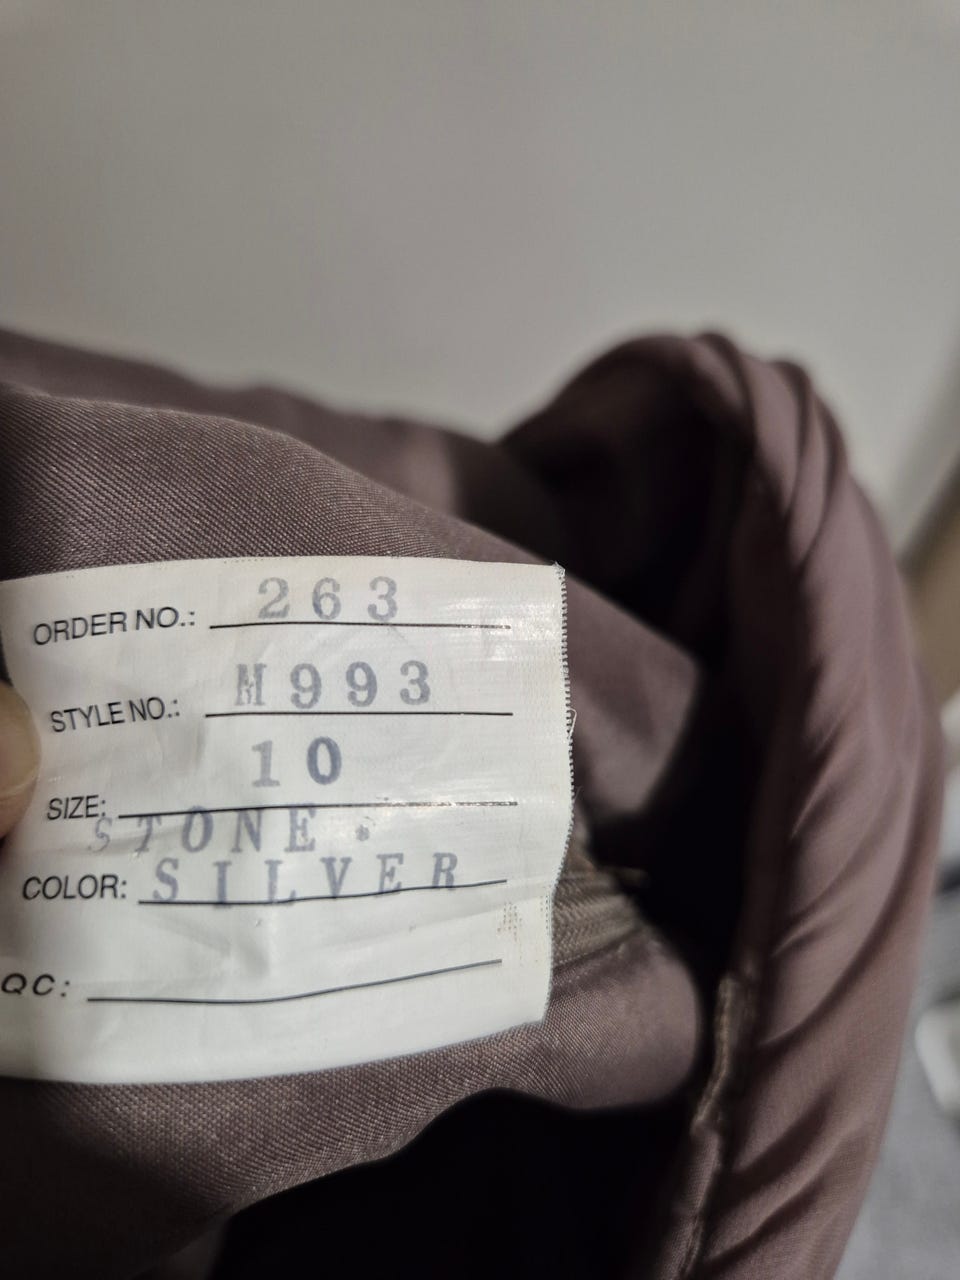 ORDER NO.: 263
STYLE NO.: M993
SIZE: 10
STONE.
COLOR: SILVER
QC: